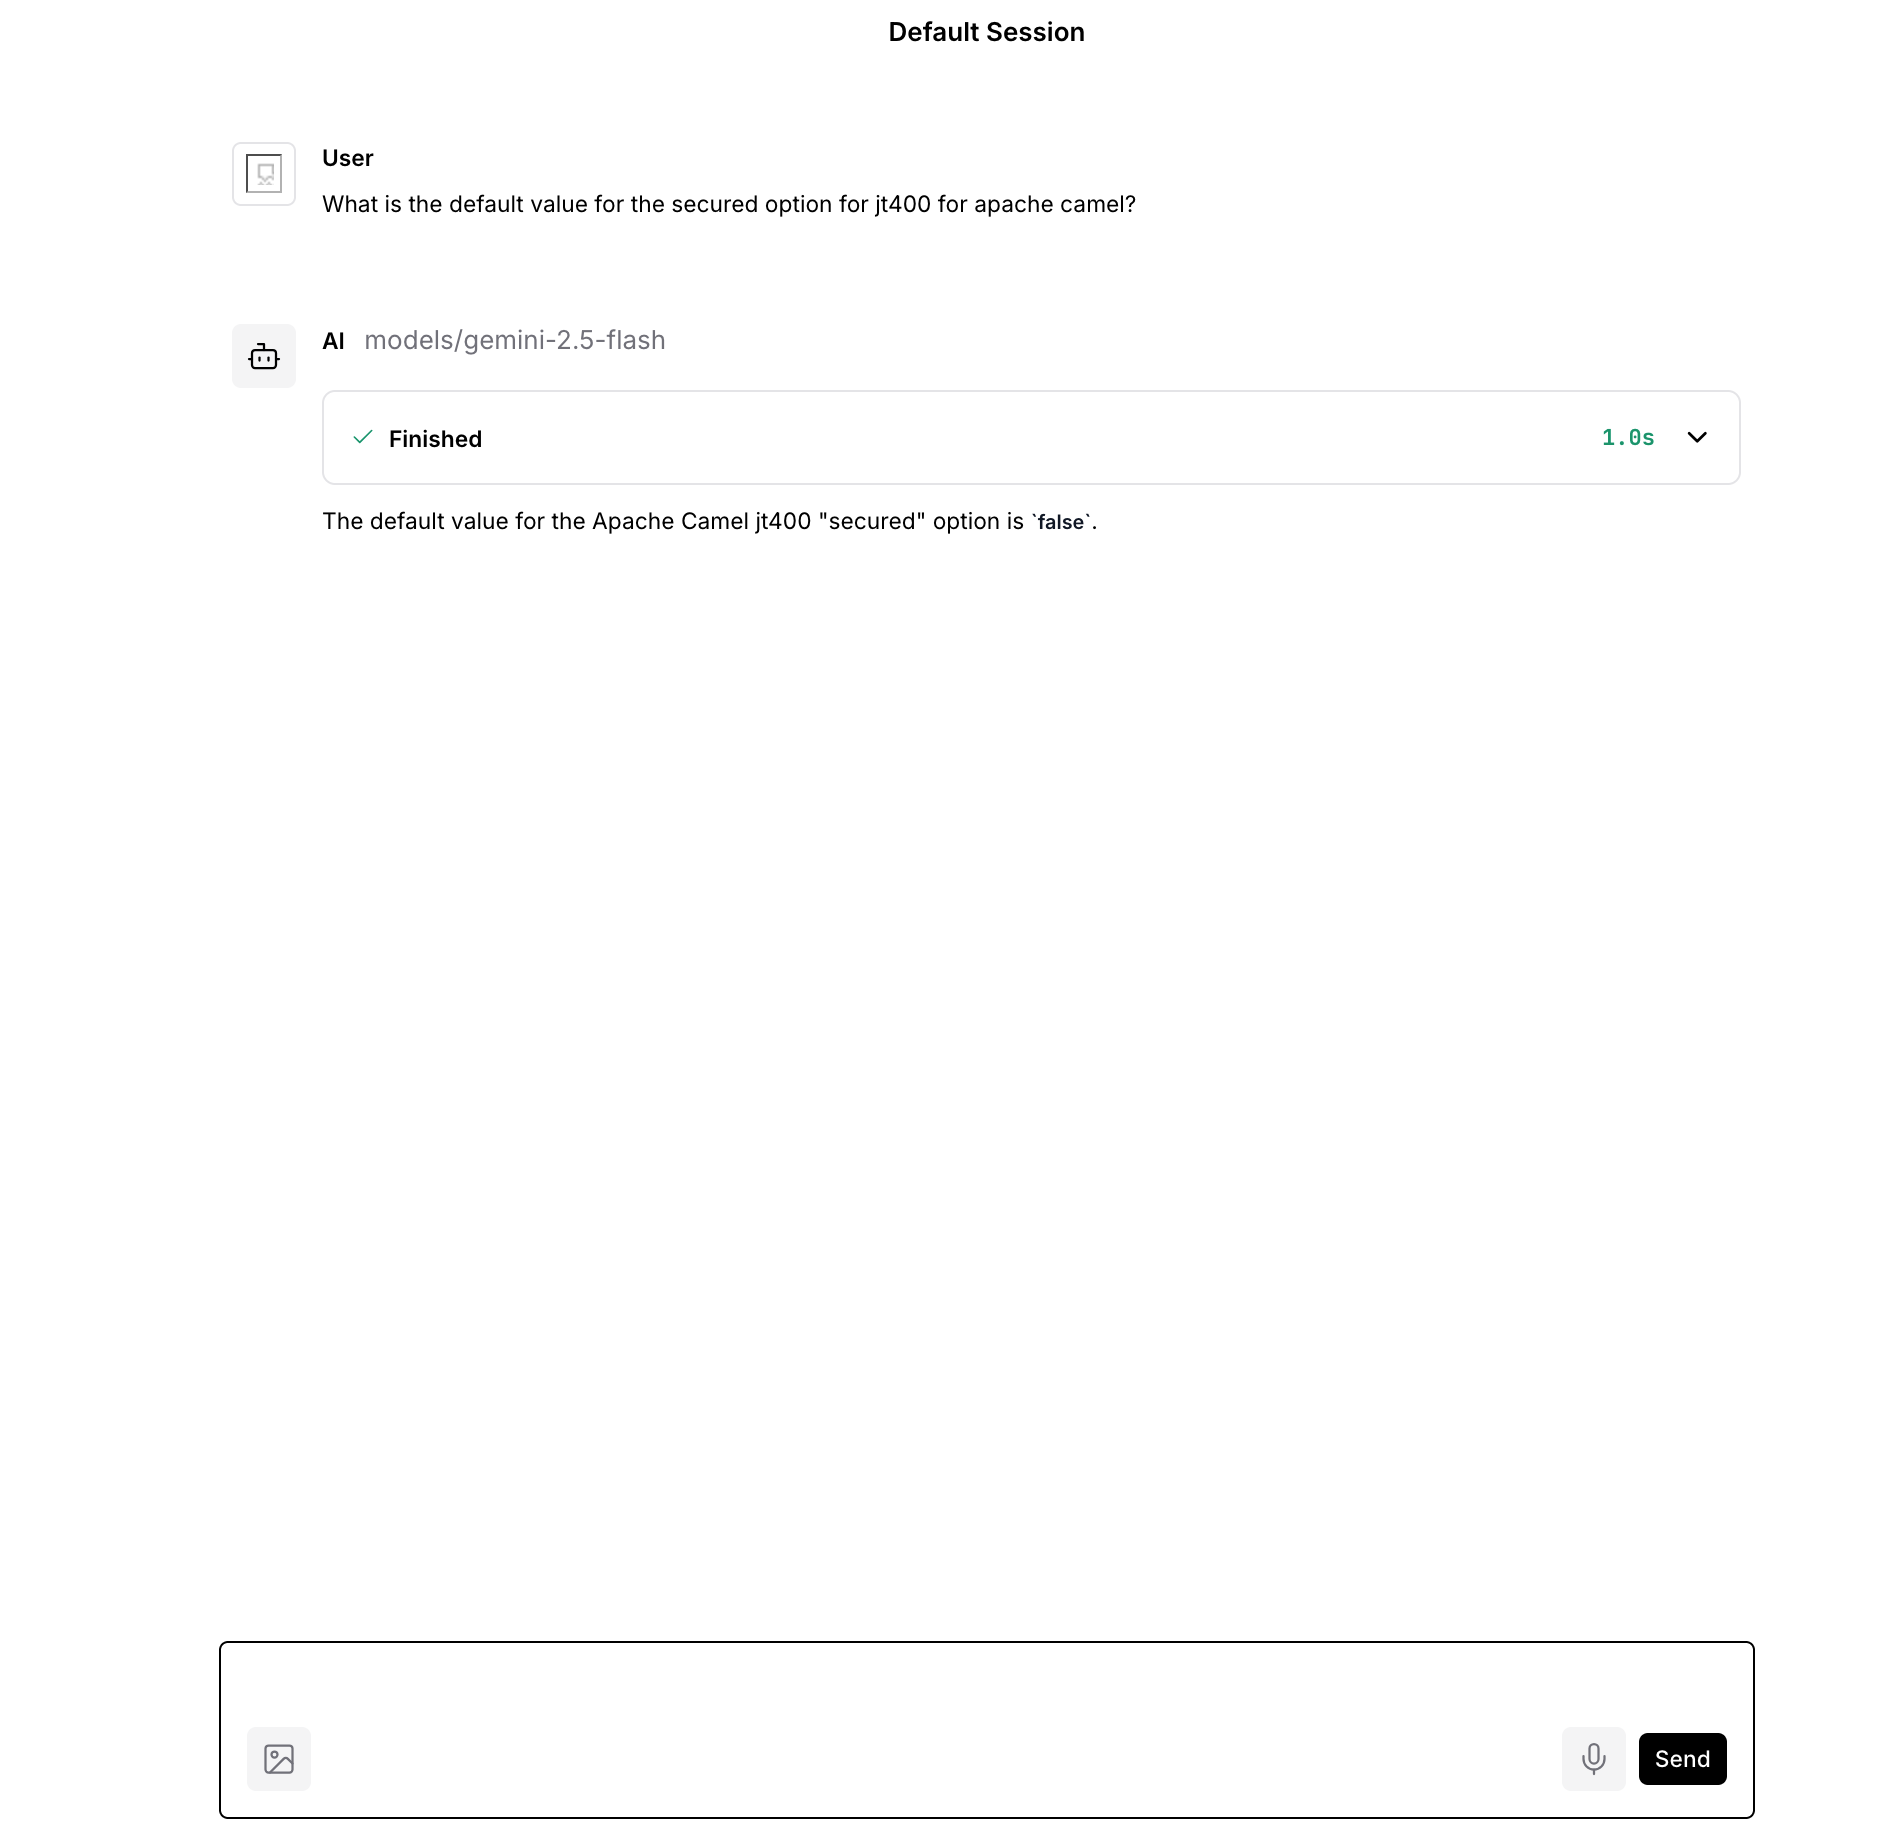 Default Session
User
What is the default value for the secured option for jt400 for apache camel?
AI models/gemini-2.5-flash
Finished 1.0s
The default value for the Apache Camel jt400 "secured" option is `false`.
Send